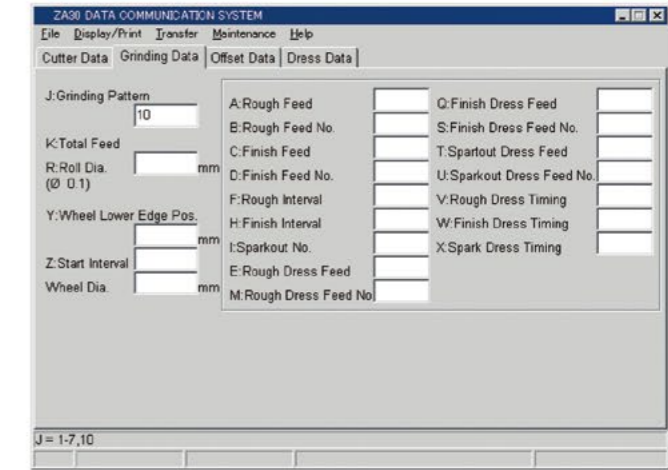 ZA30 DATA COMMUNICATION SYSTEM
File Display/Print Transfer Maintenance Help
Cutter Data Grinding Data Offset Data Dress Data
J:Grinding Pattern
10
K:Total Feed
R:Roll Dia. mm
(Ø 0.1)
Y:Wheel Lower Edge Pos.
mm
Z:Start Interval
Wheel Dia. mm
A:Rough Feed
B:Rough Feed No.
C:Finish Feed
D:Finish Feed No.
F:Rough Interval
H:Finish Interval
I:Sparkout No.
E:Rough Dress Feed
M:Rough Dress Feed No
Q:Finish Dress Feed
S:Finish Dress Feed No.
T:Spartout Dress Feed
U:Sparkout Dress Feed No.
V:Rough Dress Timing
W:Finish Dress Timing
X:Spark Dress Timing
J = 1-7,10